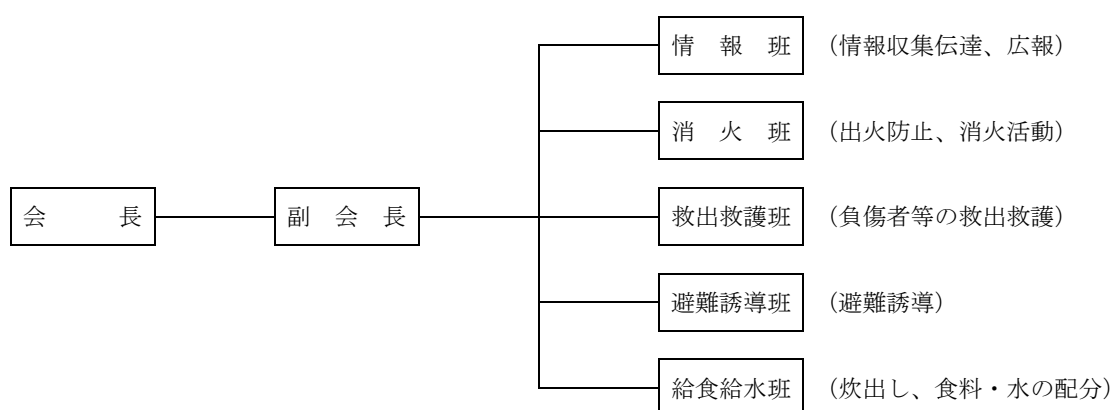 情報班 (情報収集伝達、広報)
消火班 (出火防止、消火活動)
会長 副会長 救出救護班 (負傷者等の救出救護)
避難誘導班 (避難誘導)
給食給水班 (炊出し、食料・水の配分)